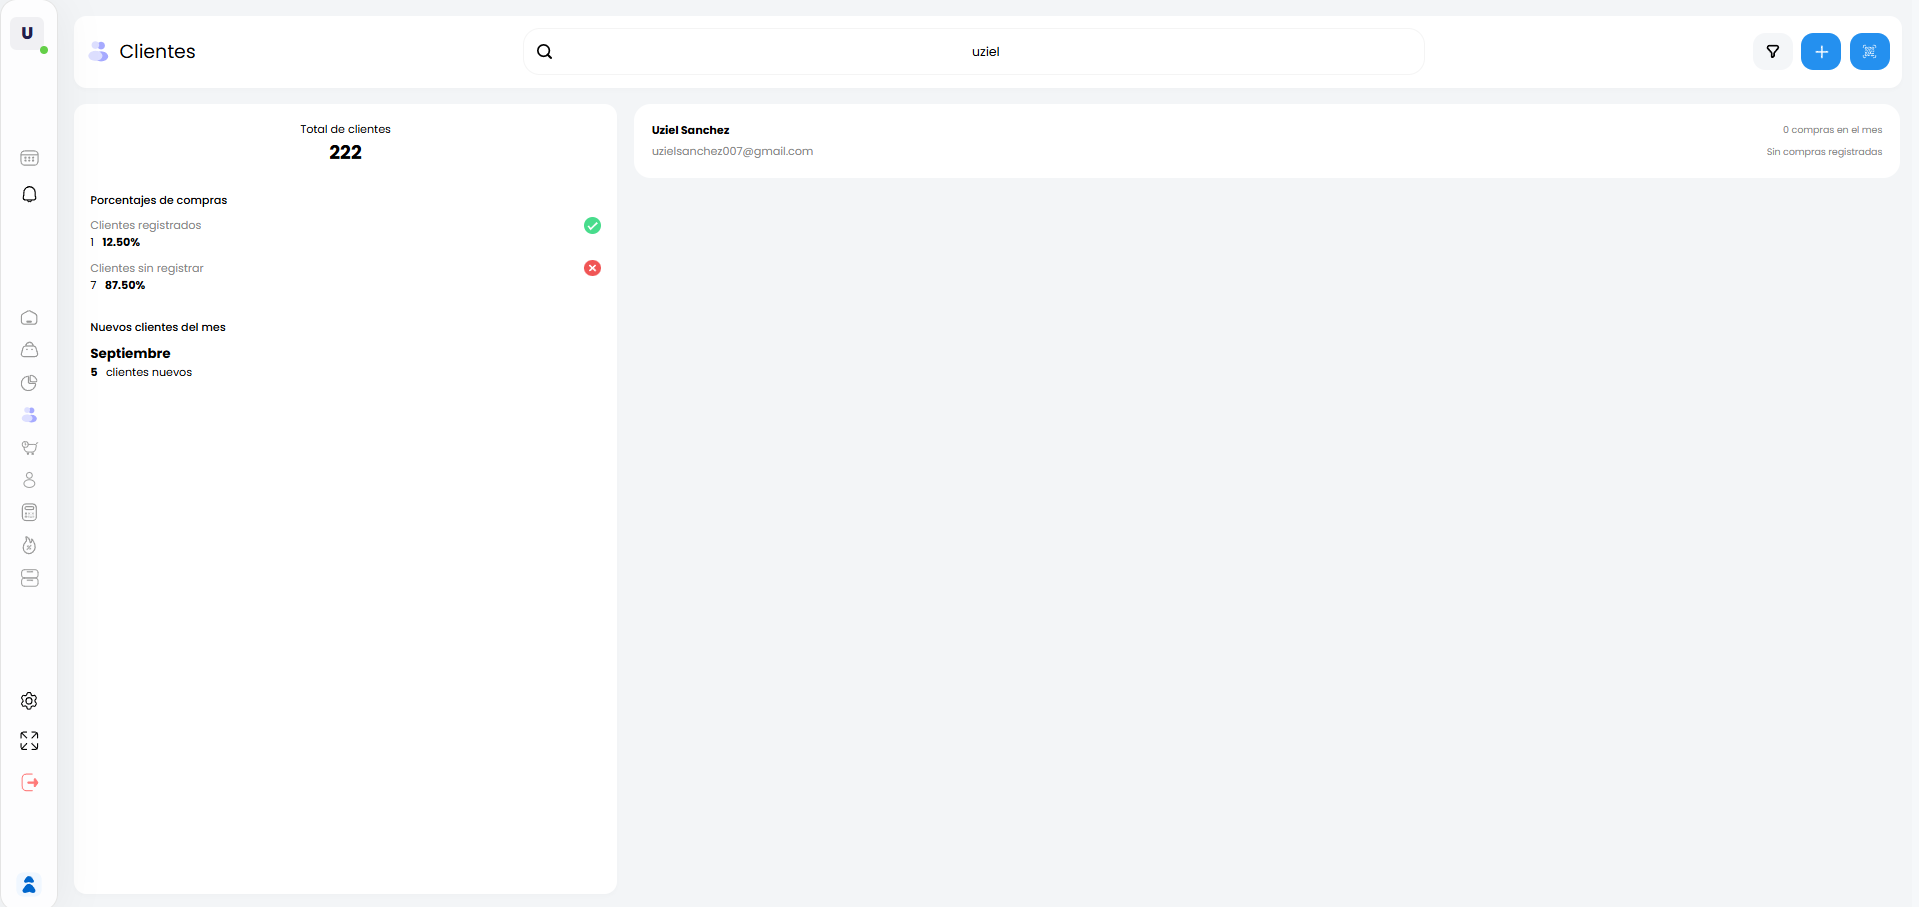 U
Clientes
uziel
Total de clientes
222
Porcentajes de compras
Clientes registrados
1 12.50%
Clientes sin registrar
7 87.50%
Nuevos clientes del mes
Septiembre
5 clientes nuevos
Uziel Sanchez
0 compras en el mes
uzielsanchez007@gmail.com
Sin compras registradas